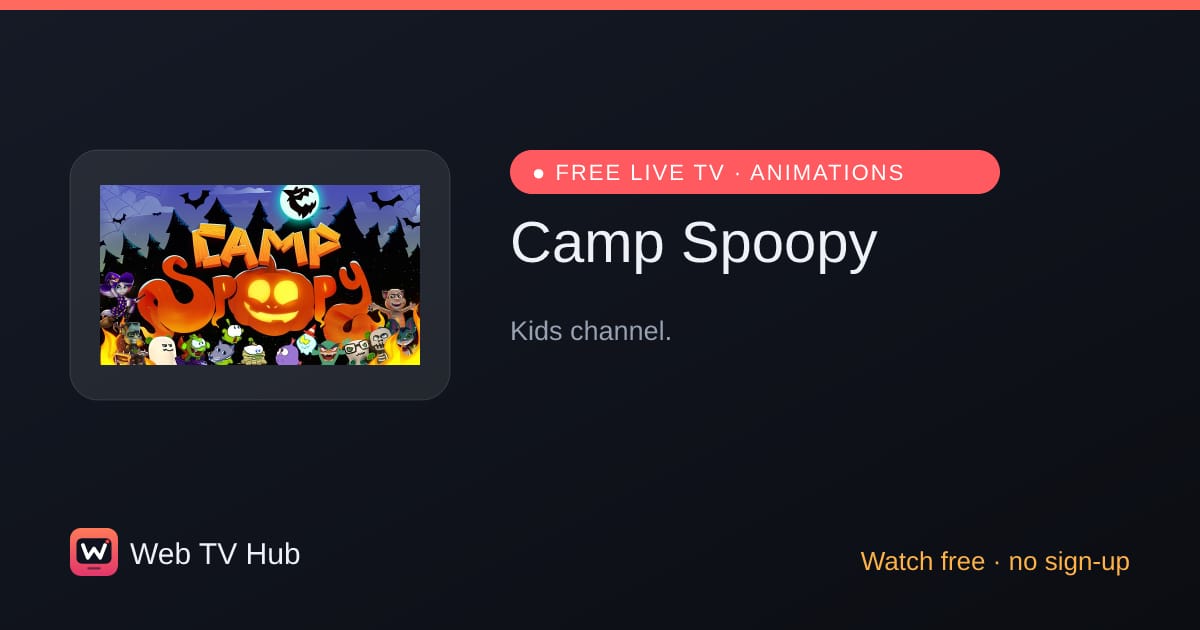 CAMP
Spoopy
• FREE LIVE TV · ANIMATIONS
Camp Spoopy
Kids channel.
W
Web TV Hub
Watch free · no sign-up